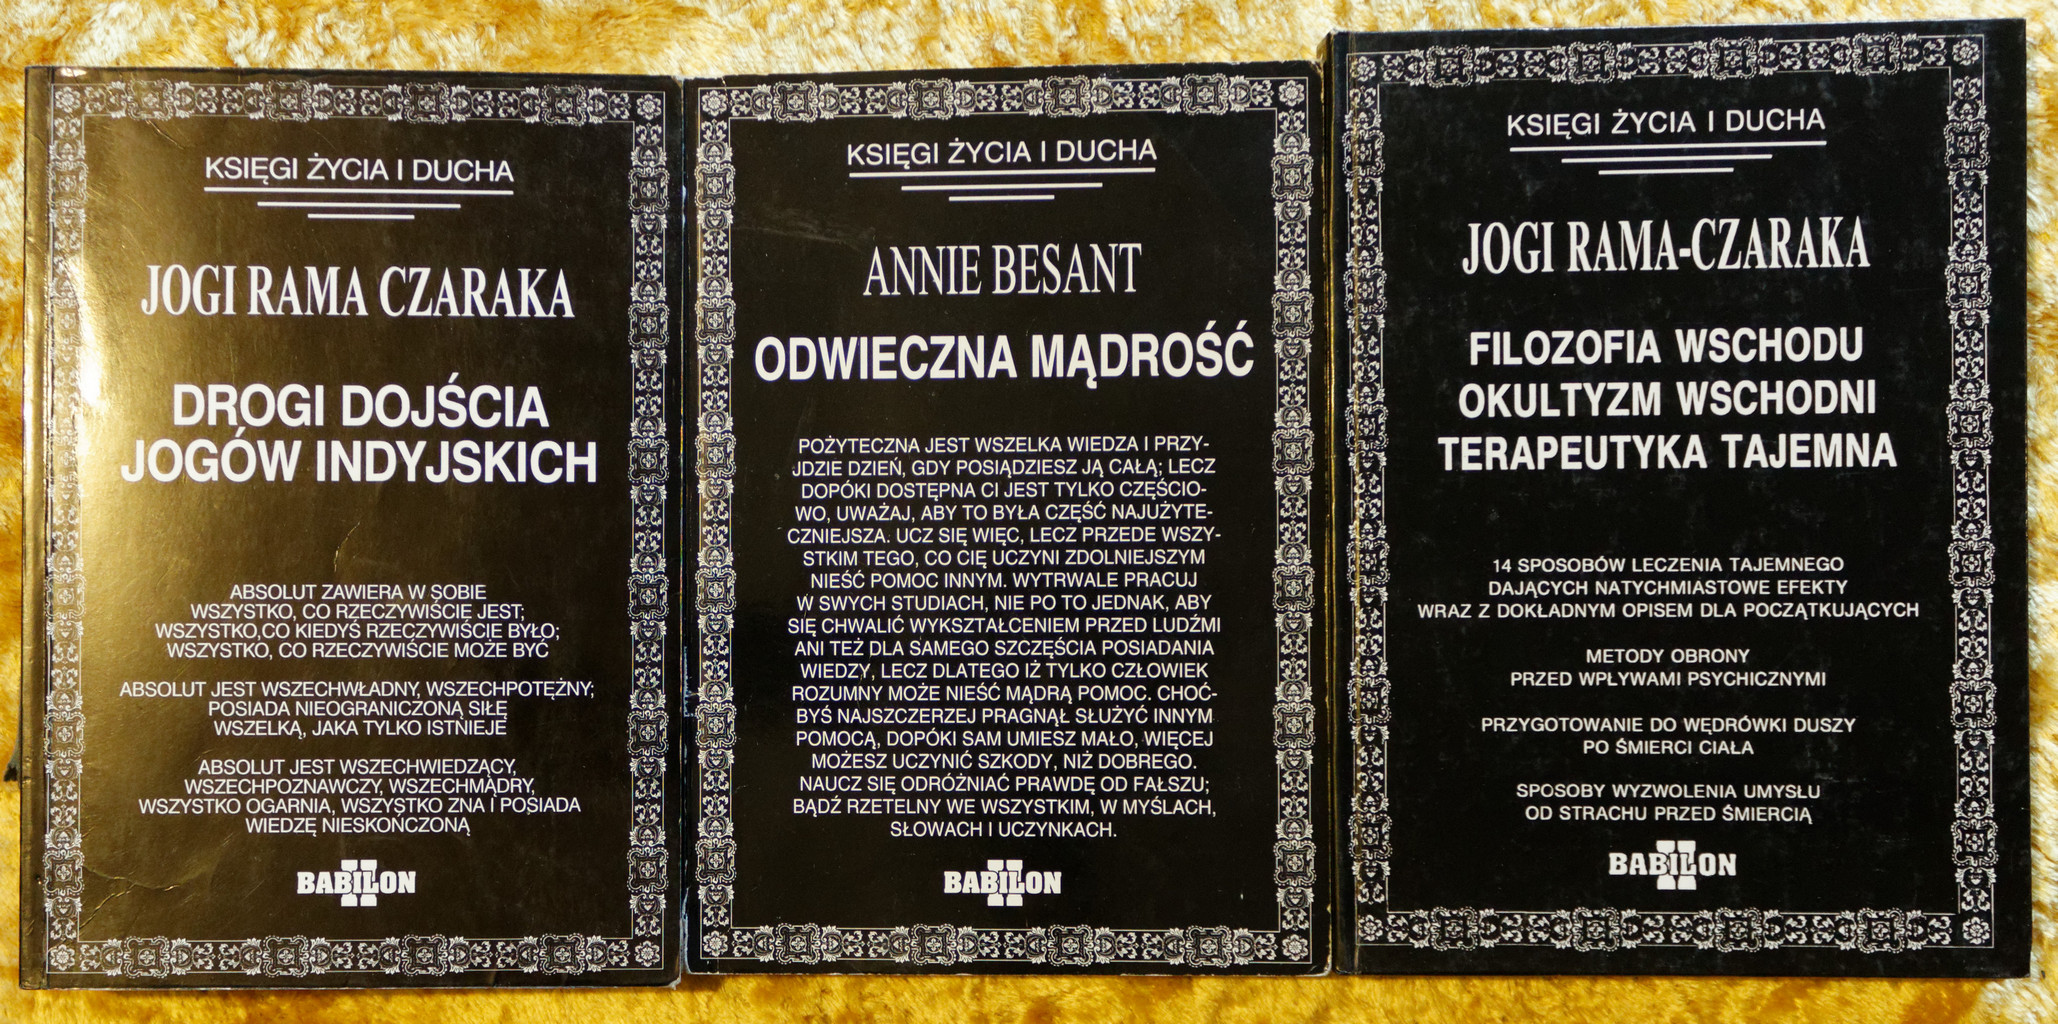 KSIĘGI ŻYCIA I DUCHA
JOGI RAMA CZARAKA
DROGI DOJŚCIA
JOGÓW INDYJSKICH
ABSOLUT ZAWIERA W SOBIE
WSZYSTKO, CO RZECZYWIŚCIE JEST;
WSZYSTKO,CO KIEDYŚ RZECZYWIŚCIE BYŁO;
WSZYSTKO, CO RZECZYWIŚCIE MOŻE BYĆ
ABSOLUT JEST WSZECHWŁADNY, WSZECHPOTĘŻNY;
POSIADA NIEOGRANICZONĄ SIŁĘ
WSZELKĄ, JAKA TYLKO ISTNIEJE
ABSOLUT JEST WSZECHWIEDZĄCY,
WSZECHPOZNAWCZY, WSZECHMĄDRY,
WSZYSTKO OGARNIA, WSZYSTKO ZNA I POSIADA
WIEDZĘ NIESKOŃCZONĄ
BABILON
KSIĘGI ŻYCIA I DUCHA
ANNIE BESANT
ODWIECZNA MĄDROŚĆ
POŻYTECZNA JEST WSZELKA WIEDZA I PRZY-
JDZIE DZIEŃ, GDY POSIĄDZIESZ JĄ CAŁĄ; LECZ
DOPÓKI DOSTĘPNA CI JEST TYLKO CZĘŚCIO-
WO, UWAŻAJ, ABY TO BYŁA CZĘŚĆ NAJUŻYTE-
CZNIEJSZA. UCZ SIĘ WIĘC, LECZ PRZEDE WSZY-
STKIM TEGO, CO CIĘ UCZYNI ZDOLNIEJSZYM
NIEŚĆ POMOC INNYM. WYTRWALE PRACUJ
W SWYCH STUDIACH, NIE PO TO JEDNAK, ABY
SIĘ CHWALIĆ WYKSZTAŁCENIEM PRZED LUDŹMI
ANI TEŻ DLA SAMEGO SZCZĘŚCIA POSIADANIA
WIEDZY, LECZ DLATEGO IŻ TYLKO CZŁOWIEK
ROZUMNY MOŻE NIEŚĆ MĄDRĄ POMOC. CHOĆ-
BYŚ NAJSZCZERZEJ PRAGNĄŁ SŁUŻYĆ INNYM
POMOCĄ, DOPÓKI SAM UMIESZ MAŁO, WIĘCEJ
MOŻESZ UCZYNIĆ SZKODY, NIŻ DOBREGO.
NAUCZ SIĘ ODRÓŻNIAĆ PRAWDĘ OD FAŁSZU;
BĄDŹ RZETELNY WE WSZYSTKIM, W MYŚLACH,
SŁOWACH I UCZYNKACH.
BABILON
KSIĘGI ŻYCIA I DUCHA
JOGI RAMA-CZARAKA
FILOZOFIA WSCHODU
OKULTYZM WSCHODNI
TERAPEUTYKA TAJEMNA
14 SPOSOBÓW LECZENIA TAJEMNEGO
DAJĄCYCH NATYCHMIASTOWE EFEKTY
WRAZ Z DOKŁADNYM OPISEM DLA POCZĄTKUJĄCYCH
METODY OBRONY
PRZED WPŁYWAMI PSYCHICZNYMI
PRZYGOTOWANIE DO WĘDRÓWKI DUSZY
PO ŚMIERCI CIAŁA
SPOSOBY WYZWOLENIA UMYSŁU
OD STRACHU PRZED ŚMIERCIĄ
BABILON